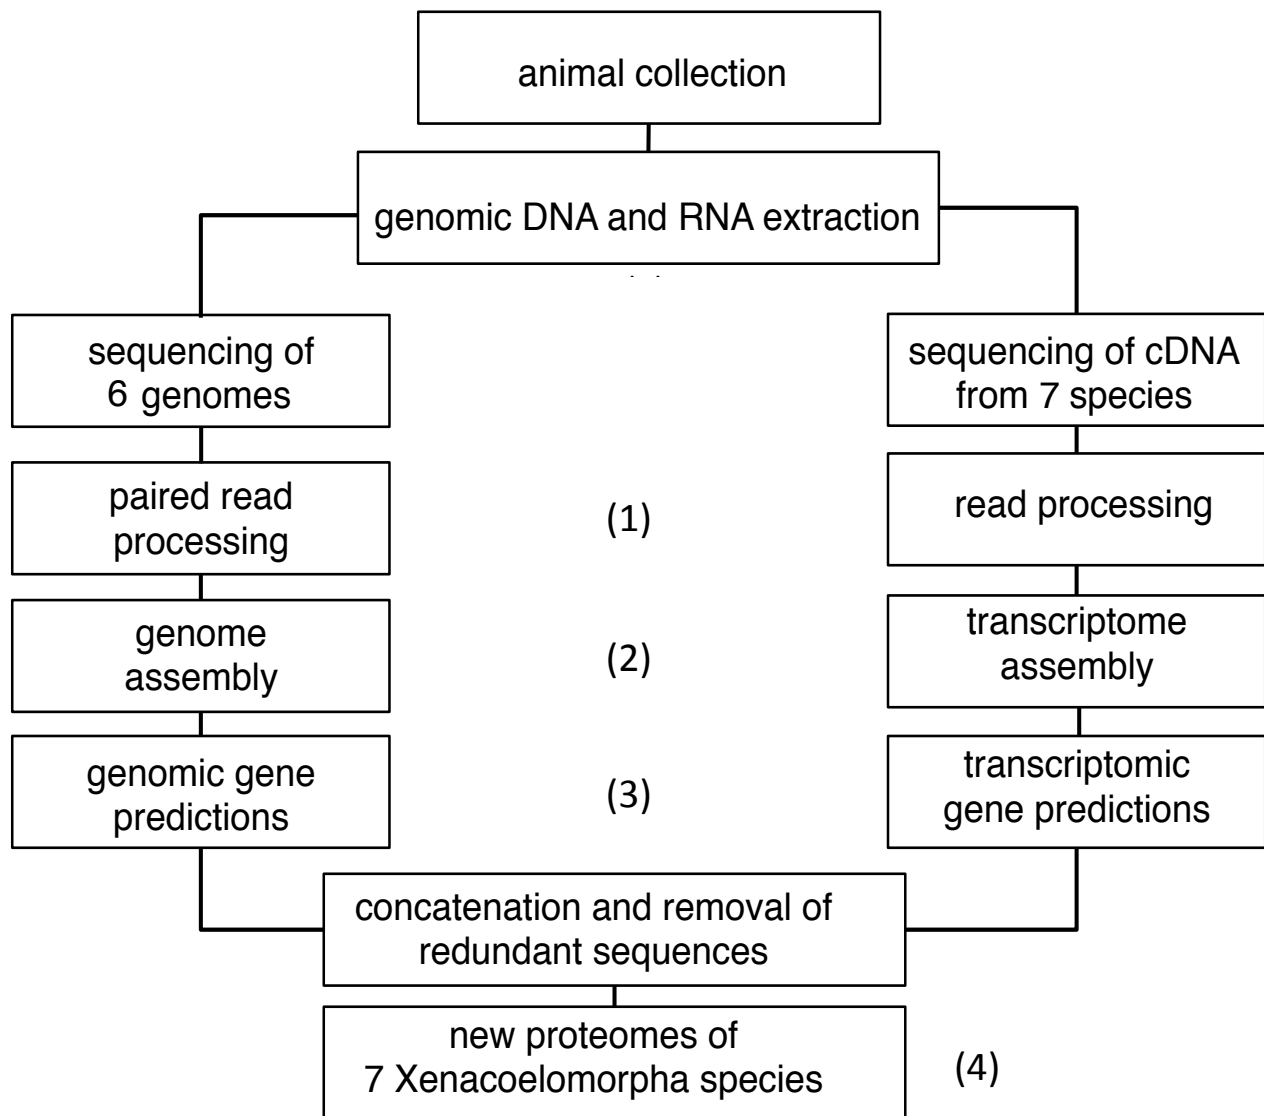 animal collection
genomic DNA and RNA extraction
sequencing of
6 genomes
sequencing of cDNA
from 7 species
paired read
processing
(1)
read processing
genome
assembly
(2)
transcriptome
assembly
genomic gene
predictions
(3)
transcriptomic
gene predictions
concatenation and removal of
redundant sequences
new proteomes of
7 Xenacoelomorpha species
(4)